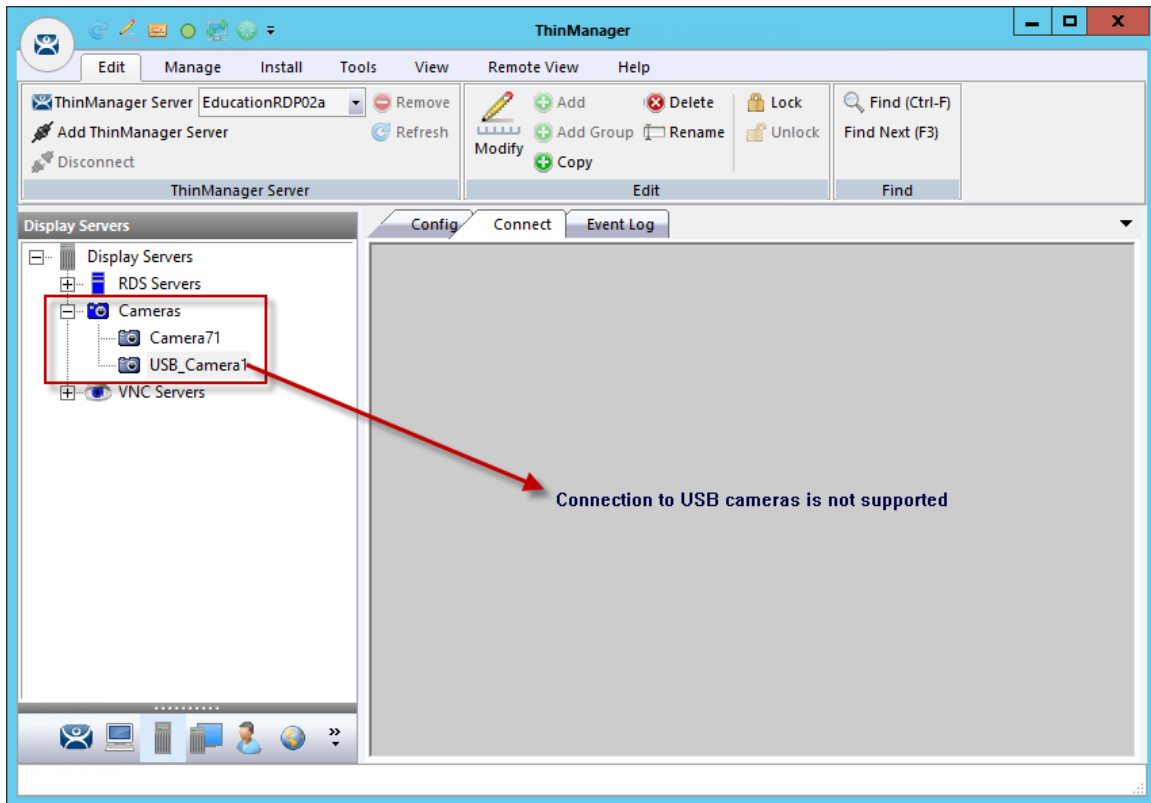 ThinManager
Edit Manage Install Tools View Remote View Help
ThinManager Server EducationRDP02a Remove
Add ThinManager Server Refresh
Disconnect
ThinManager Server
Modify
Add Delete Lock
Add Group Rename Unlock
Copy
Edit
Find (Ctrl-F)
Find Next (F3)
Find
Display Servers
Display Servers
RDS Servers
Cameras
Camera71
USB_Camera1
VNC Servers
Config Connect Event Log
Connection to USB cameras is not supported